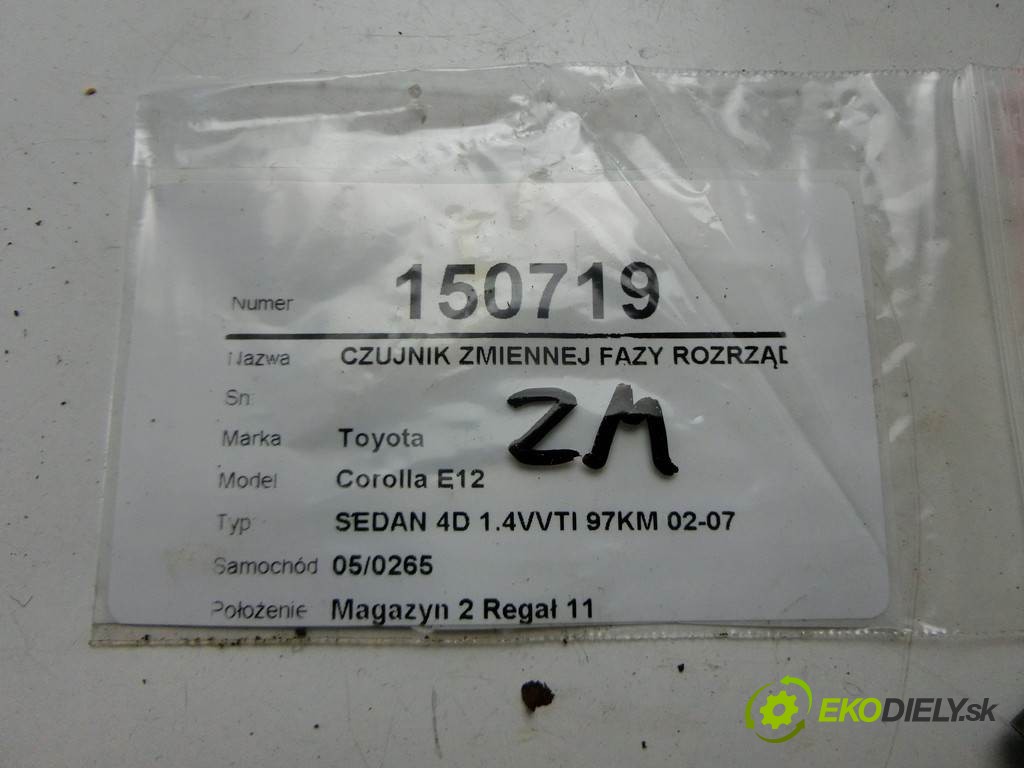 Numer 150719
Nazwa CZUJNIK ZMIENNEJ FAZY ROZRZĄD
Sn:
ZM
Marka Toyota
Model Corolla E12
Typ SEDAN 4D 1.4VVTI 97KM 02-07
Samochód 05/0265
Położenie Magazyn 2 Regał 11
EKODIELY.sk